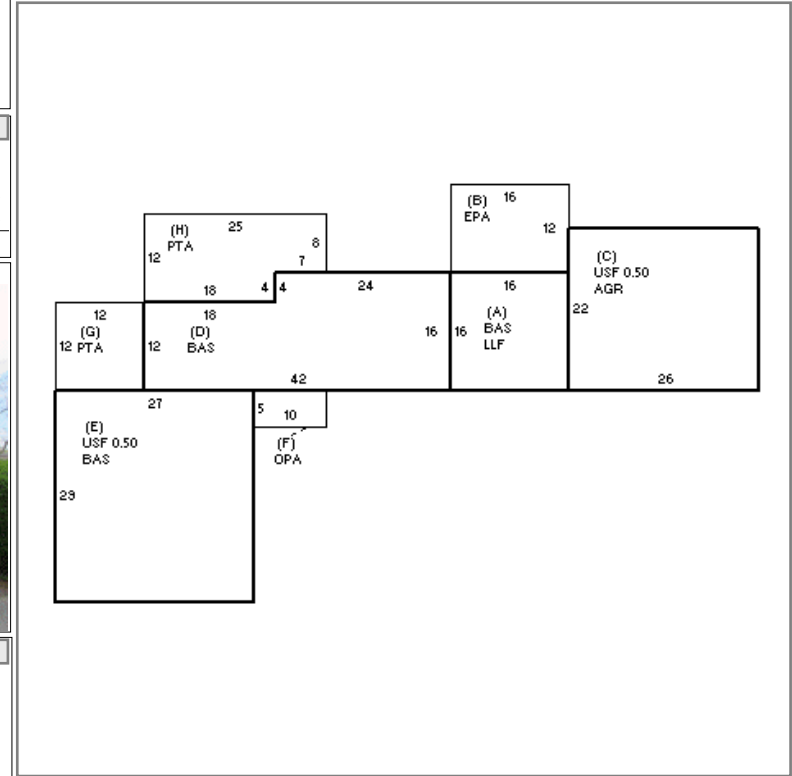 (B)
EPA
16
12
(H)
PTA
25
8
7
12
18
4
4
24
(C)
USF 0.50
AGR
22
26
16
(A)
BAS
LLF
16
16
12
(G)
12 PTA
18
(D)
12
BAS
42
27
(E)
USF 0.50
BAS
29
5
10
(F)
OPA